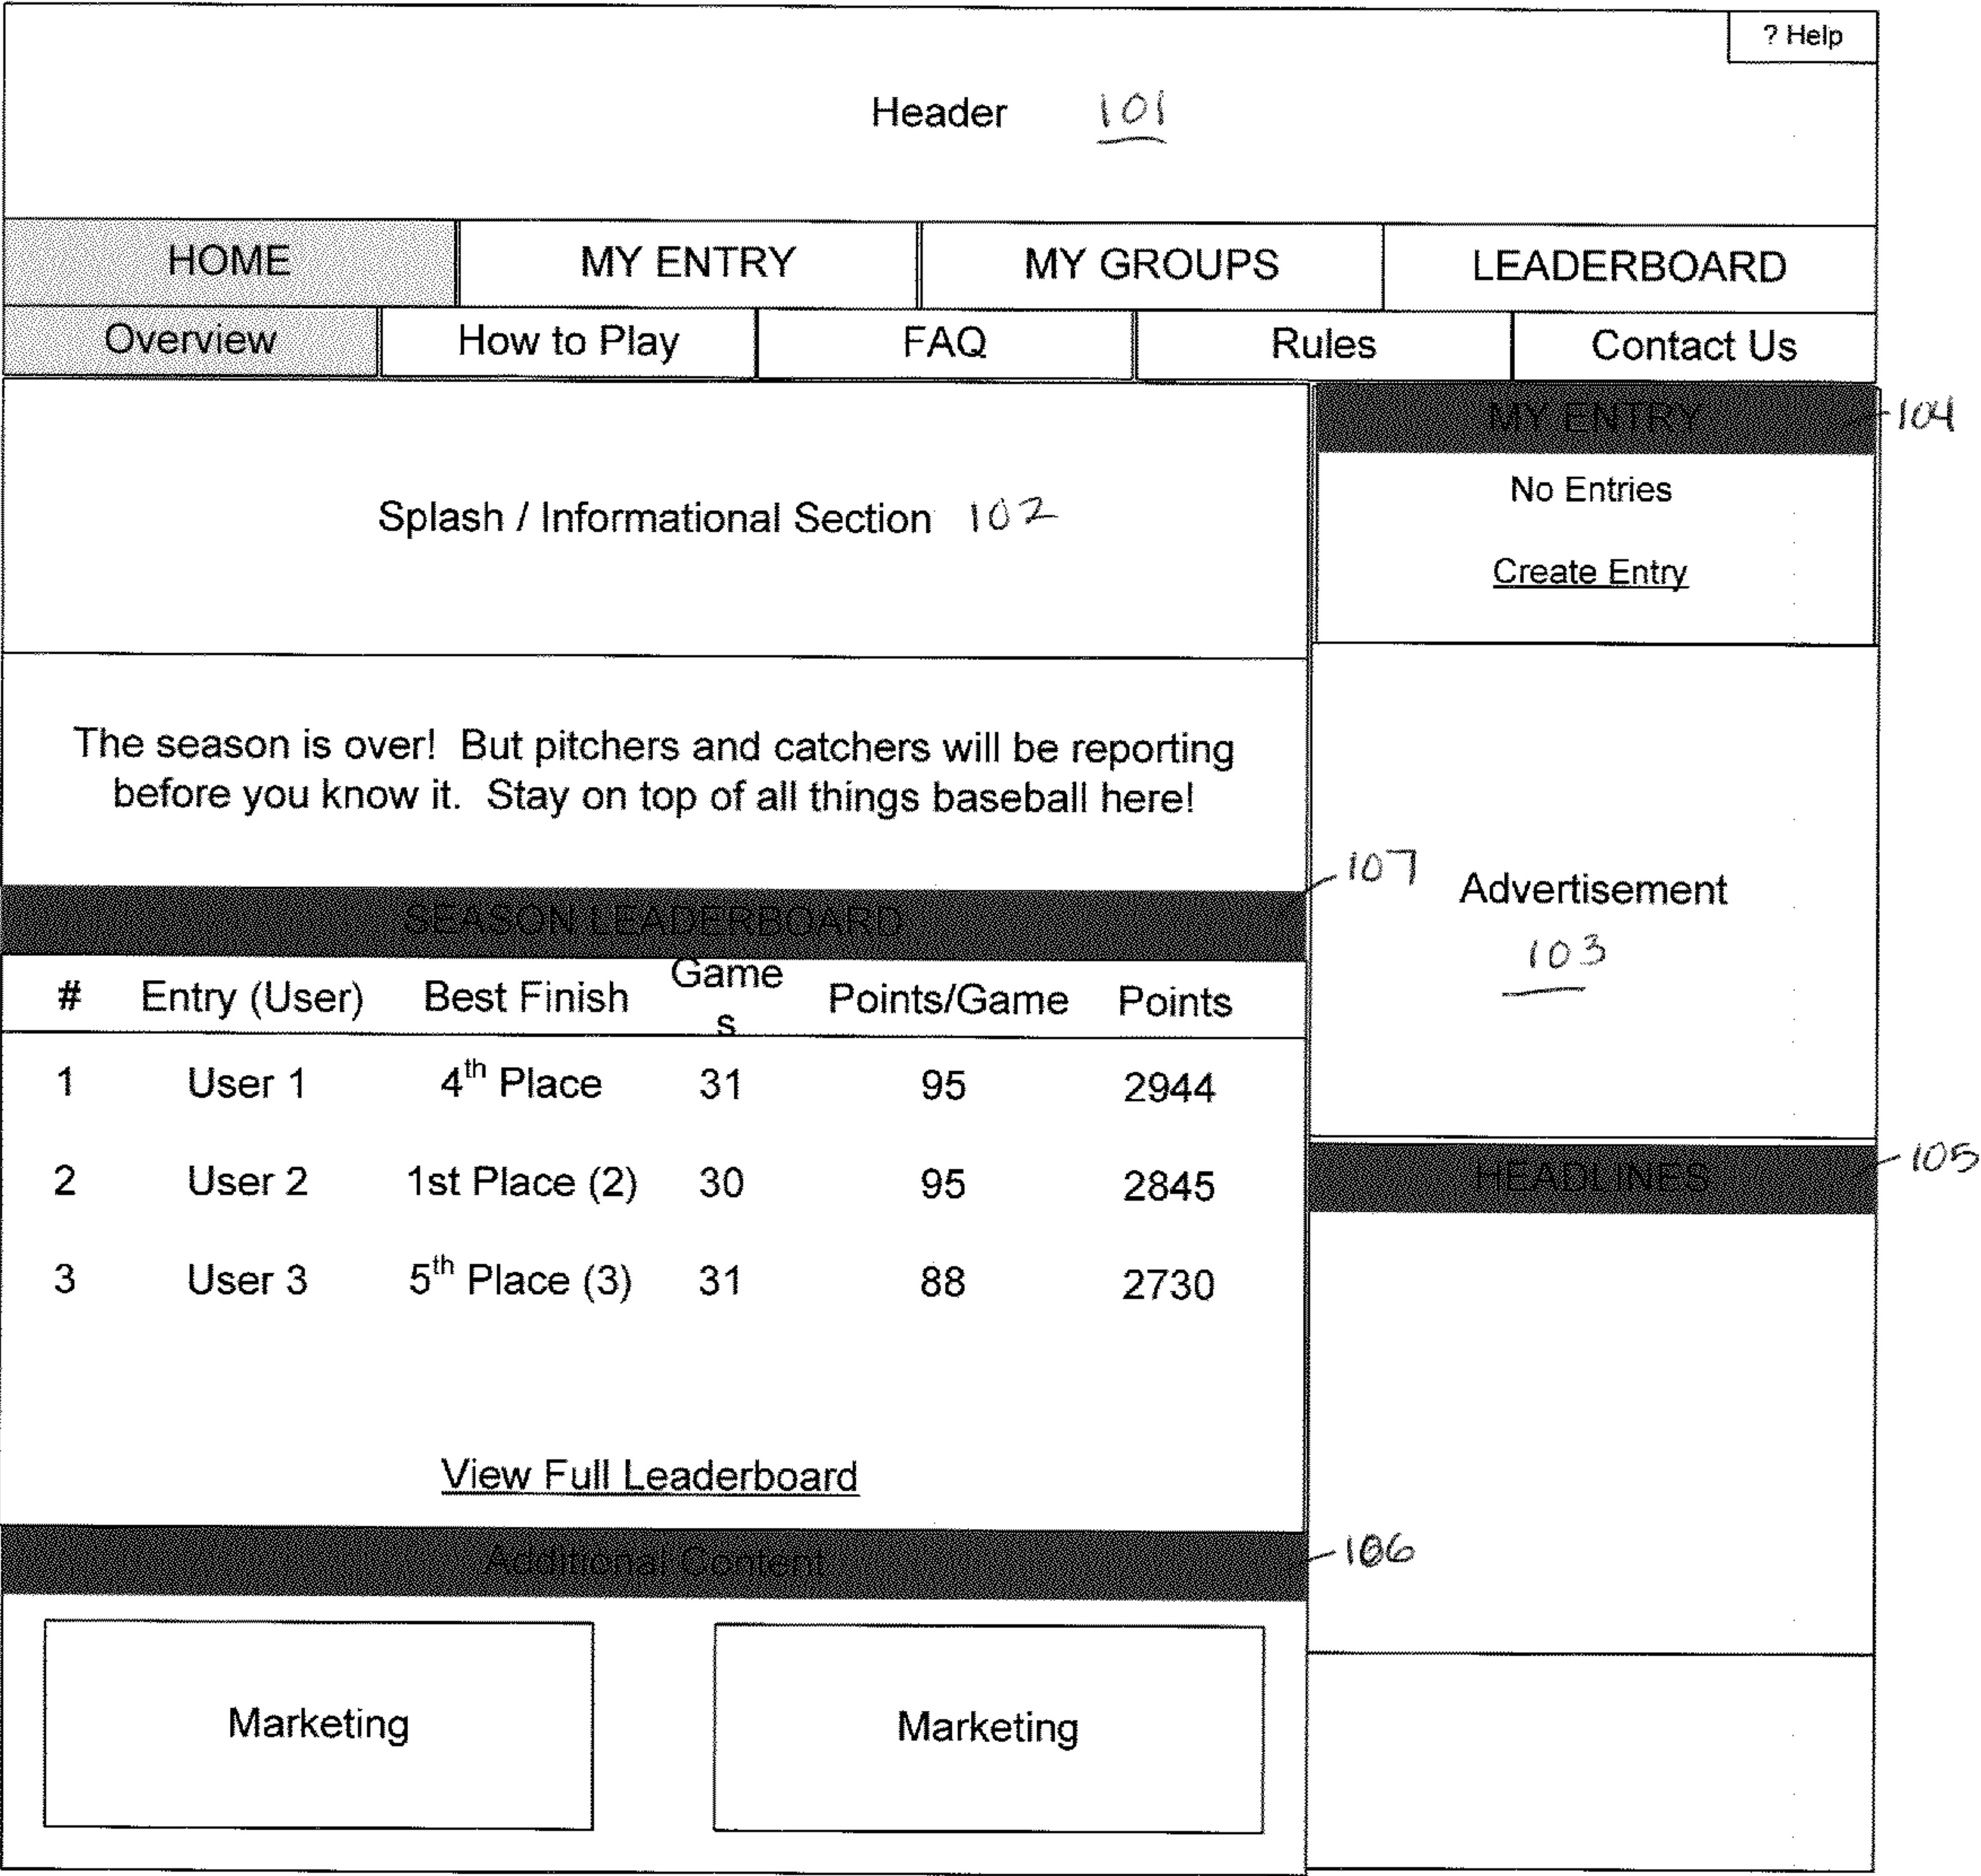 ? Help
Header 101
HOME MY ENTRY MY GROUPS LEADERBOARD
Overview How to Play FAQ Rules Contact Us
MY ENTRY 104
No Entries
Create Entry
Splash / Informational Section 102
The season is over! But pitchers and catchers will be reporting
before you know it. Stay on top of all things baseball here!
107
Advertisement
103
SEASON LEADERBOARD
# Entry (User) Best Finish Game
s Points/Game Points
1 User 1 4th Place 31 95 2944
2 User 2 1st Place (2) 30 95 2845
3 User 3 5th Place (3) 31 88 2730
View Full Leaderboard
HEADLINES 105
Additional Content 106
Marketing Marketing